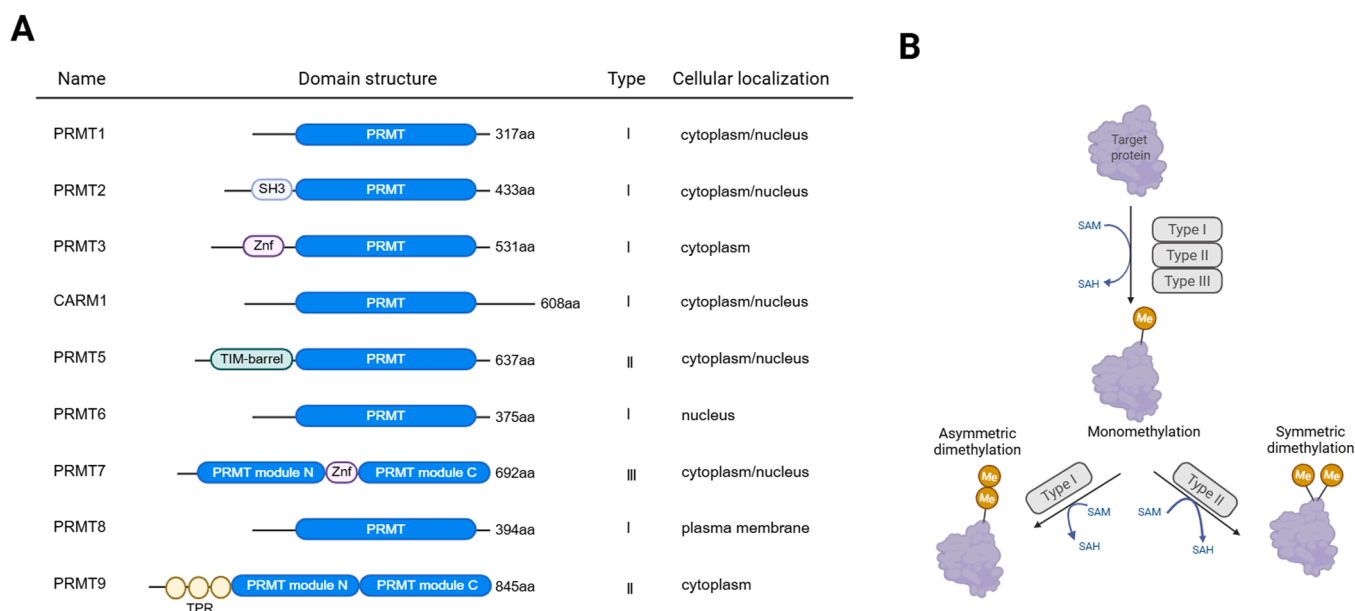 A
Name Domain structure Type Cellular localization
PRMT1 PRMT 317aa I cytoplasm/nucleus
PRMT2 SH3 PRMT 433aa I cytoplasm/nucleus
PRMT3 Znf PRMT 531aa I cytoplasm
CARM1 PRMT 608aa I cytoplasm/nucleus
PRMT5 TIM-barrel PRMT 637aa II cytoplasm/nucleus
PRMT6 PRMT 375aa I nucleus
PRMT7 PRMT module N Znf PRMT module C 692aa III cytoplasm/nucleus
PRMT8 PRMT 394aa I plasma membrane
PRMT9 PRMT module N PRMT module C 845aa II cytoplasm
TPR
B
Target
protein
SAM
SAH
Type I
Type II
Type III
Me
Monomethylation
Asymmetric
dimethylation
Me
Me
Type I
SAM
SAH
Type II
SAM
SAH
Symmetric
dimethylation
Me Me